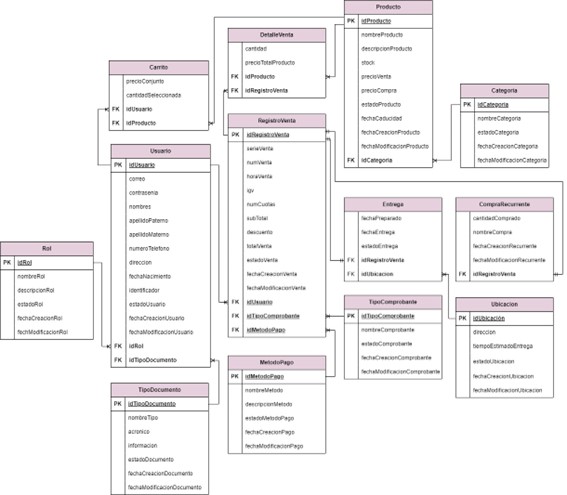 Producto
PK idProducto
nombreProducto
descripcionProducto
stock
precioVenta
precioCompra
estadoProducto
fechaCaducidad
fechaCreacionProducto
fechaModificacionProducto
FK idCategoria
DetalleVenta
cantidad
precioTotalProducto
FK idProducto
FK idRegistroVenta
Carrito
precioConjunto
cantidadSeleccionada
FK idUsuario
FK idProducto
Categoria
PK idCategoria
nombreCategoria
estadoCategoria
fechaCreacionCategoria
fechaModificacionCategoria
RegistroVenta
PK idRegistroVenta
serieVenta
numVenta
horaVenta
igv
numCuotas
subTotal
descuento
totalVenta
estadoVenta
fechaCreacionVenta
fechaModificacionVenta
FK idUsuario
FK idTipoComprobante
FK idMetodoPago
Usuario
PK idUsuario
correo
contrasenia
nombres
apellidoPaterno
apellidoMaterno
numeroTelefono
direccion
fechaNacimiento
identificador
estadoUsuario
fechaCreacionUsuario
fechaModificacionUsuario
FK idRol
FK idTipoDocumento
Entrega
fechaPreparado
fechaEntrega
estadoEntrega
FK idRegistroVenta
FK idUbicacion
CompraRecurrente
cantidadComprado
nombreCompra
fechaCreacionRecurrente
fechaModificacionRecurrente
FK idRegistroVenta
Rol
PK idRol
nombreRol
descripcionRol
estadoRol
fechaCreacionRol
fechModificacionRol
TipoComprobante
PK idTipoComprobante
nombreComprobante
estadoComprobante
fechaCreacionComprobante
fechaModificacionComprobante
Ubicacion
PK idUbicación
direccion
tiempoEstimadoEntrega
estadoUbicacion
fechaCreacionUbicacion
fechaModificacionUbicacion
MetodoPago
PK idMetodoPago
nombreMetodo
descripcionMetodo
estadoMetodoPago
fechaCreacionPago
fechaModificacionPago
TipoDocumento
PK idTipoDocumento
nombreTipo
acronico
informacion
estadoDocumento
fechaCreacionDocumento
fechaModificacionDocumento